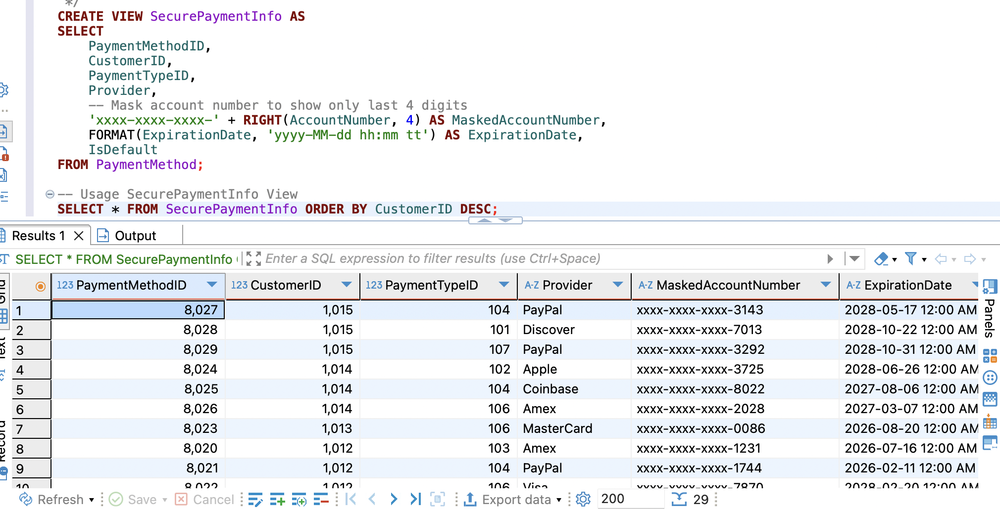 */
CREATE VIEW SecurePaymentInfo AS
SELECT
PaymentMethodID,
CustomerID,
PaymentTypeID,
Provider,
-- Mask account number to show only last 4 digits
'xxxx-xxxx-xxxx-' + RIGHT(AccountNumber, 4) AS MaskedAccountNumber,
FORMAT(ExpirationDate, 'yyyy-MM-dd hh:mm tt') AS ExpirationDate,
IsDefault
FROM PaymentMethod;
-- Usage SecurePaymentInfo View
SELECT * FROM SecurePaymentInfo ORDER BY CustomerID DESC;
Results 1 Output
SELECT * FROM SecurePaymentInfo Enter a SQL expression to filter results (use Ctrl+Space)
Grid
Text
Record
123 PaymentMethodID 123 CustomerID 123 PaymentTypeID A-Z Provider A-Z MaskedAccountNumber A-Z ExpirationDate
1 8,027 1,015 104 PayPal xxxx-xxxx-xxxx-3143 2028-05-17 12:00 AM
2 8,028 1,015 101 Discover xxxx-xxxx-xxxx-7013 2028-10-22 12:00 AM
3 8,029 1,015 107 PayPal xxxx-xxxx-xxxx-3292 2028-10-31 12:00 AM
4 8,024 1,014 102 Apple xxxx-xxxx-xxxx-3725 2028-06-26 12:00 AM
5 8,025 1,014 104 Coinbase xxxx-xxxx-xxxx-8022 2027-08-06 12:00 AM
6 8,026 1,014 106 Amex xxxx-xxxx-xxxx-2028 2027-03-07 12:00 AM
7 8,023 1,013 106 MasterCard xxxx-xxxx-xxxx-0086 2026-08-20 12:00 AM
8 8,020 1,012 103 Amex xxxx-xxxx-xxxx-1231 2026-07-16 12:00 AM
9 8,021 1,012 104 PayPal xxxx-xxxx-xxxx-1744 2026-02-11 12:00 AM
10 8,022 1,012 106 Visa xxxx-xxxx-xxxx-7870 2028-02-20 12:00 AM
Panels
Refresh Save Cancel Export data 200 29